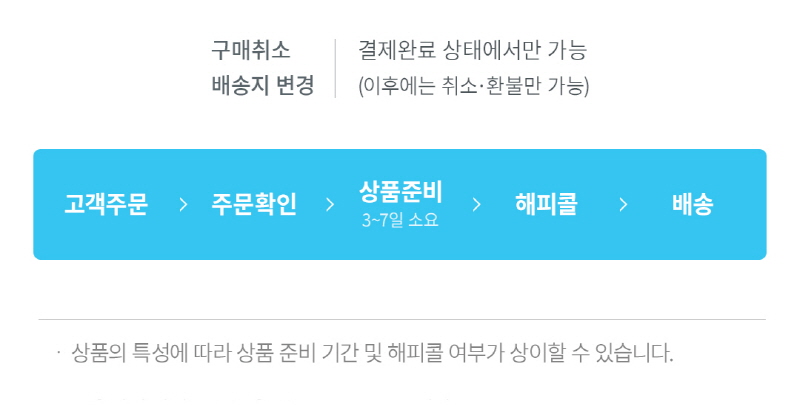 구매취소
배송지 변경
결제완료 상태에서만 가능
(이후에는 취소·환불만 가능)
고객주문 > 주문확인 > 상품준비 > 해피콜 > 배송
3~7일 소요
· 상품의 특성에 따라 상품 준비 기간 및 해피콜 여부가 상이할 수 있습니다.